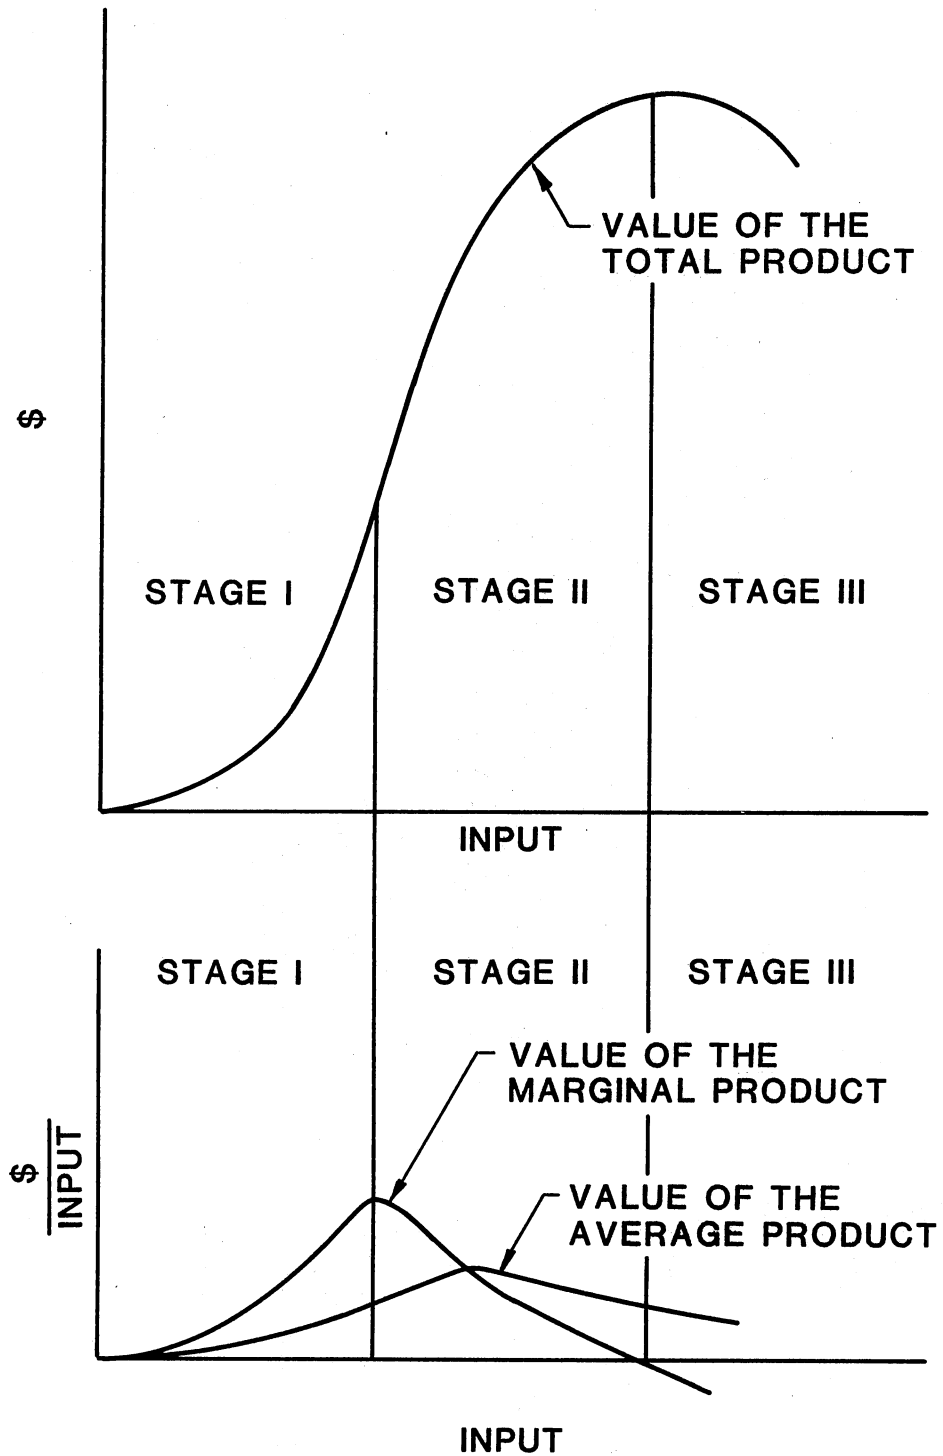 VALUE OF THE
TOTAL PRODUCT
$
STAGE I
STAGE II
STAGE III
INPUT
STAGE I
STAGE II
STAGE III
VALUE OF THE
MARGINAL PRODUCT
$
INPUT
VALUE OF THE
AVERAGE PRODUCT
INPUT